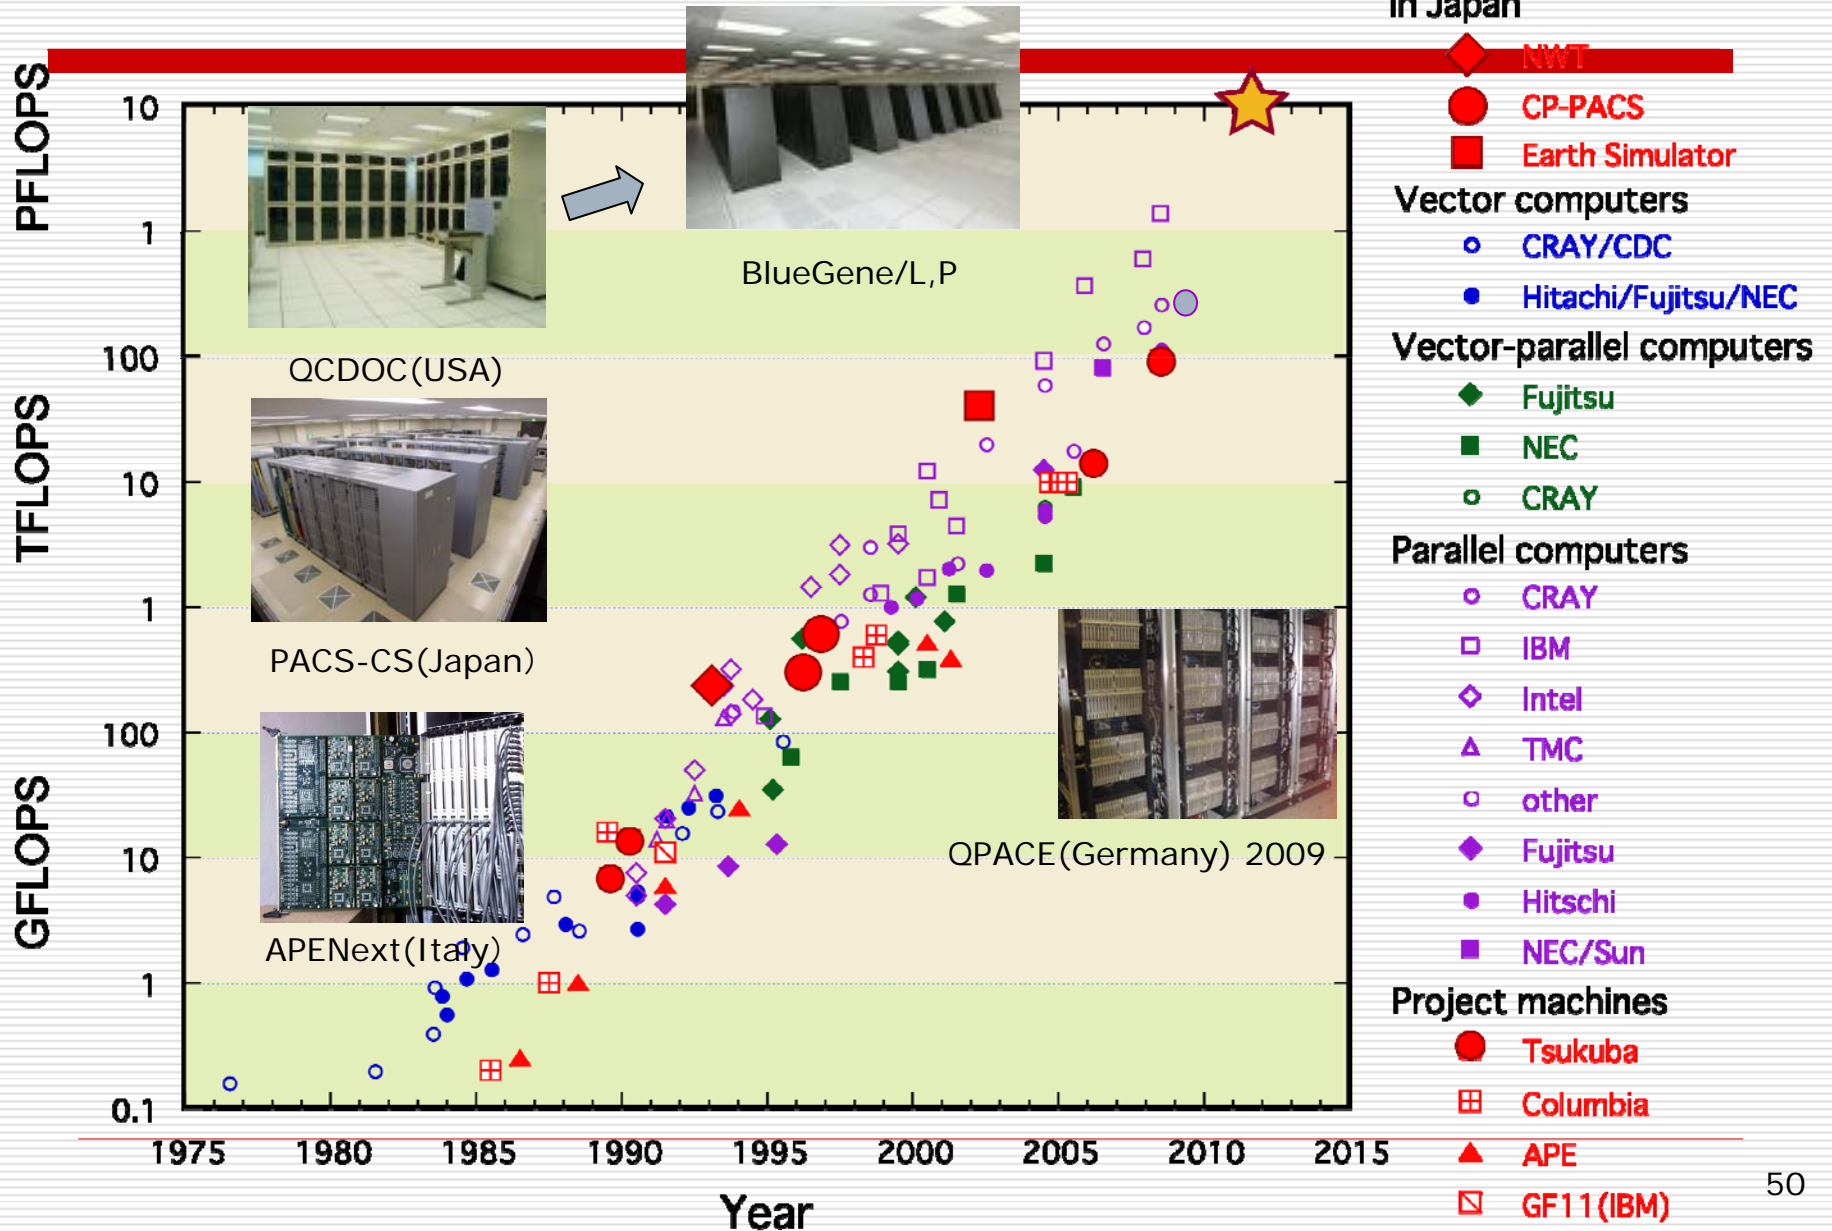 in Japan
NWT
CP-PACS
Earth Simulator
Vector computers
CRAY/CDC
Hitachi/Fujitsu/NEC
Vector-parallel computers
Fujitsu
NEC
CRAY
Parallel computers
CRAY
IBM
Intel
TMC
other
Fujitsu
Hitschi
NEC/Sun
Project machines
Tsukuba
Columbia
APE
GF11(IBM)
PFLOPS
TFLOPS
GFLOPS
10
1
100
10
1
100
10
1
0.1
BlueGene/L,P
QCDOC(USA)
PACS-CS(Japan)
APENext(Italy)
QPACE(Germany) 2009
1975 1980 1985 1990 1995 2000 2005 2010 2015
Year
50